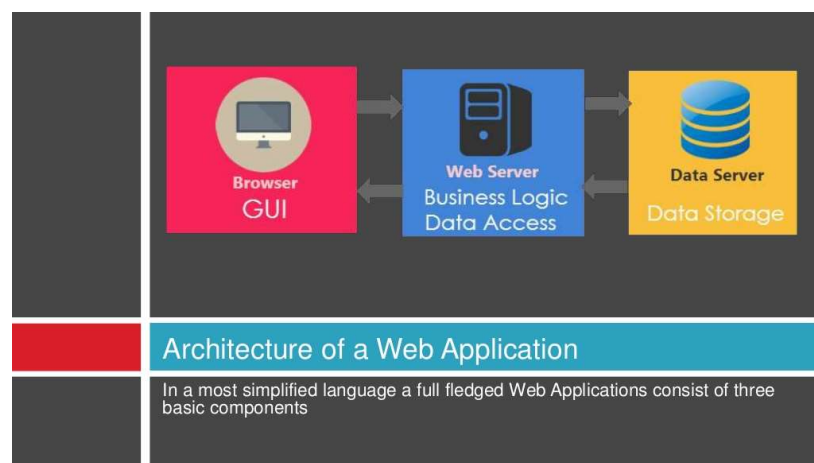 Browser
GUI
Web Server
Business Logic
Data Access
Data Server
Data Storage
Architecture of a Web Application
In a most simplified language a full fledged Web Applications consist of three
basic components